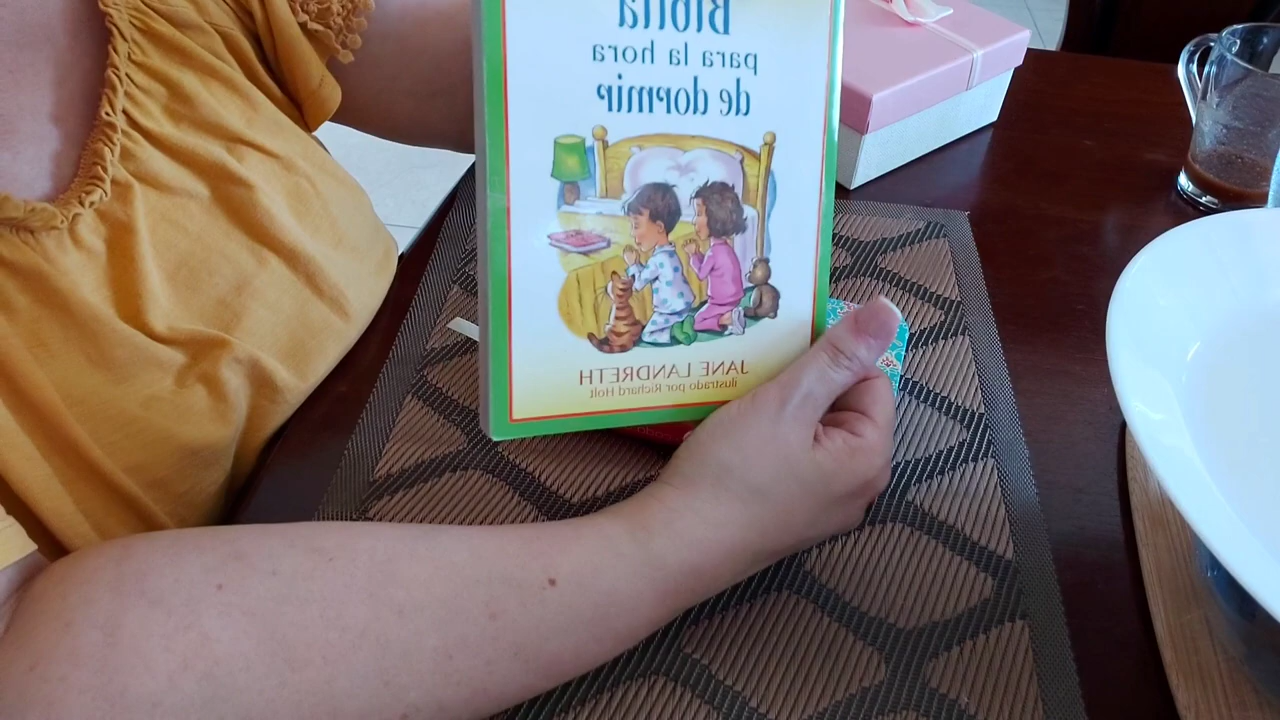 Biblia
para la hora
de dormir
JANE LANDRETH
ilustrado por Richard Holt